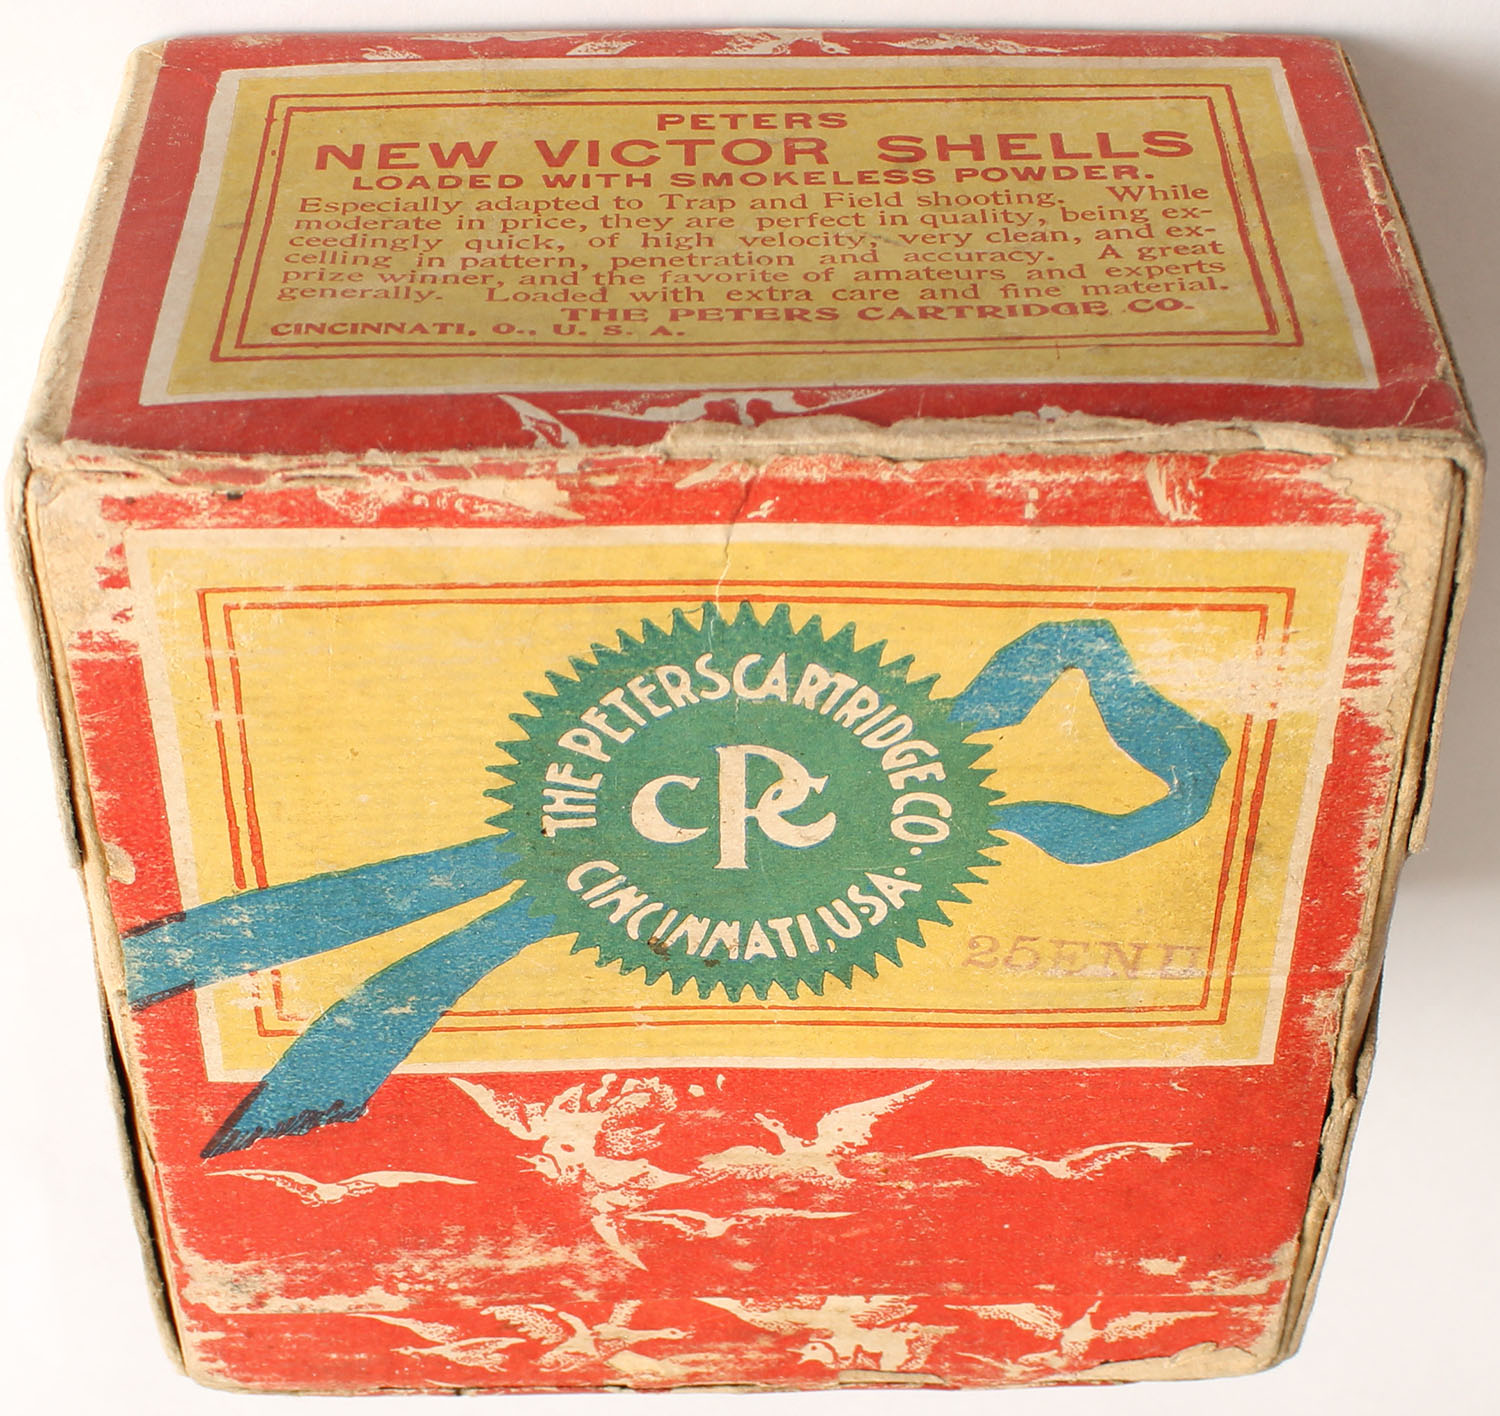 PETERS
NEW VICTOR SHELLS
LOADED WITH SMOKELESS POWDER.
Especially adapted to Trap and Field shooting. While
moderate in price, they are perfect in quality, being ex-
ceedingly quick, of high velocity, very clean, and ex-
celling in pattern, penetration and accuracy. A great
prize winner, and the favorite of amateurs and experts
generally. Loaded with extra care and fine material.
THE PETERS CARTRIDGE CO.
CINCINNATI, O., U. S. A.
THE PETERS CARTRIDGE CO.
CPC
CINCINNATI, USA.
25END